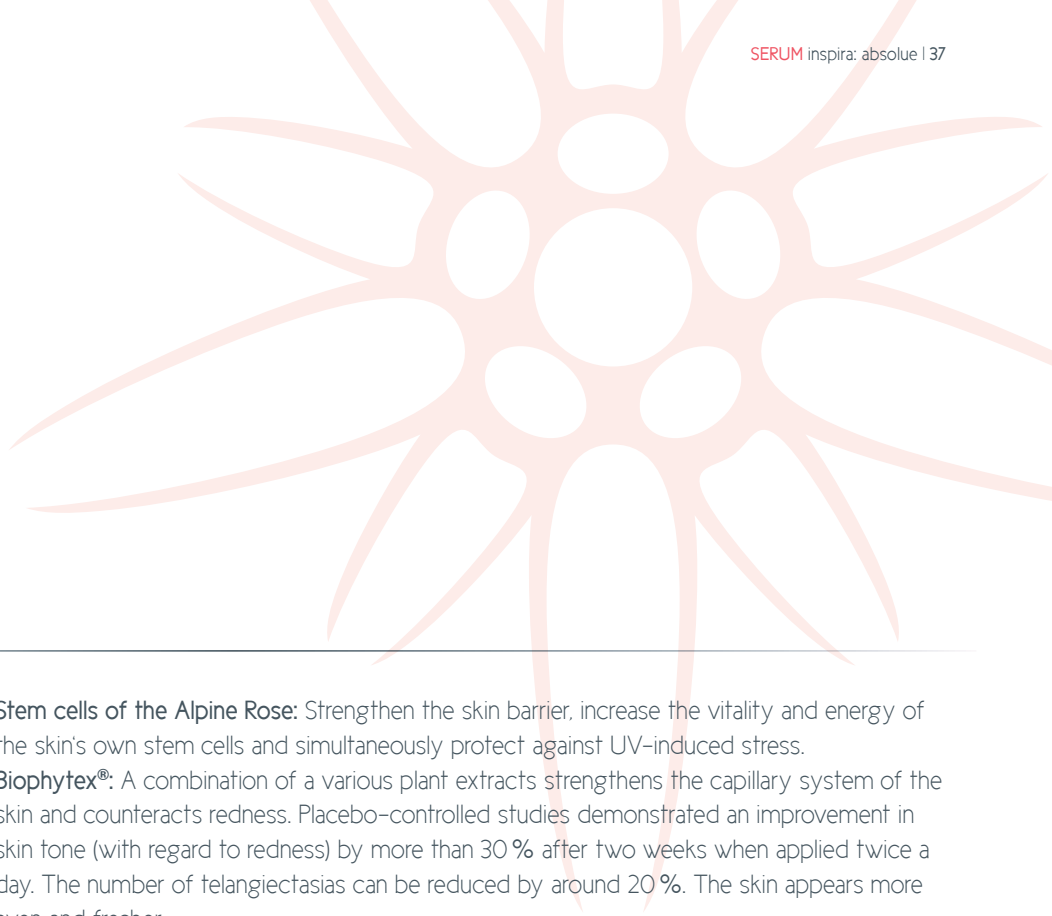 SERUM inspira: absolue | 37
Stem cells of the Alpine Rose: Strengthen the skin barrier, increase the vitality and energy of
the skin‘s own stem cells and simultaneously protect against UV-induced stress.
Biophytex®: A combination of a various plant extracts strengthens the capillary system of the
skin and counteracts redness. Placebo-controlled studies demonstrated an improvement in
skin tone (with regard to redness) by more than 30 % after two weeks when applied twice a
day. The number of telangiectasias can be reduced by around 20 %. The skin appears more
even and fresher.